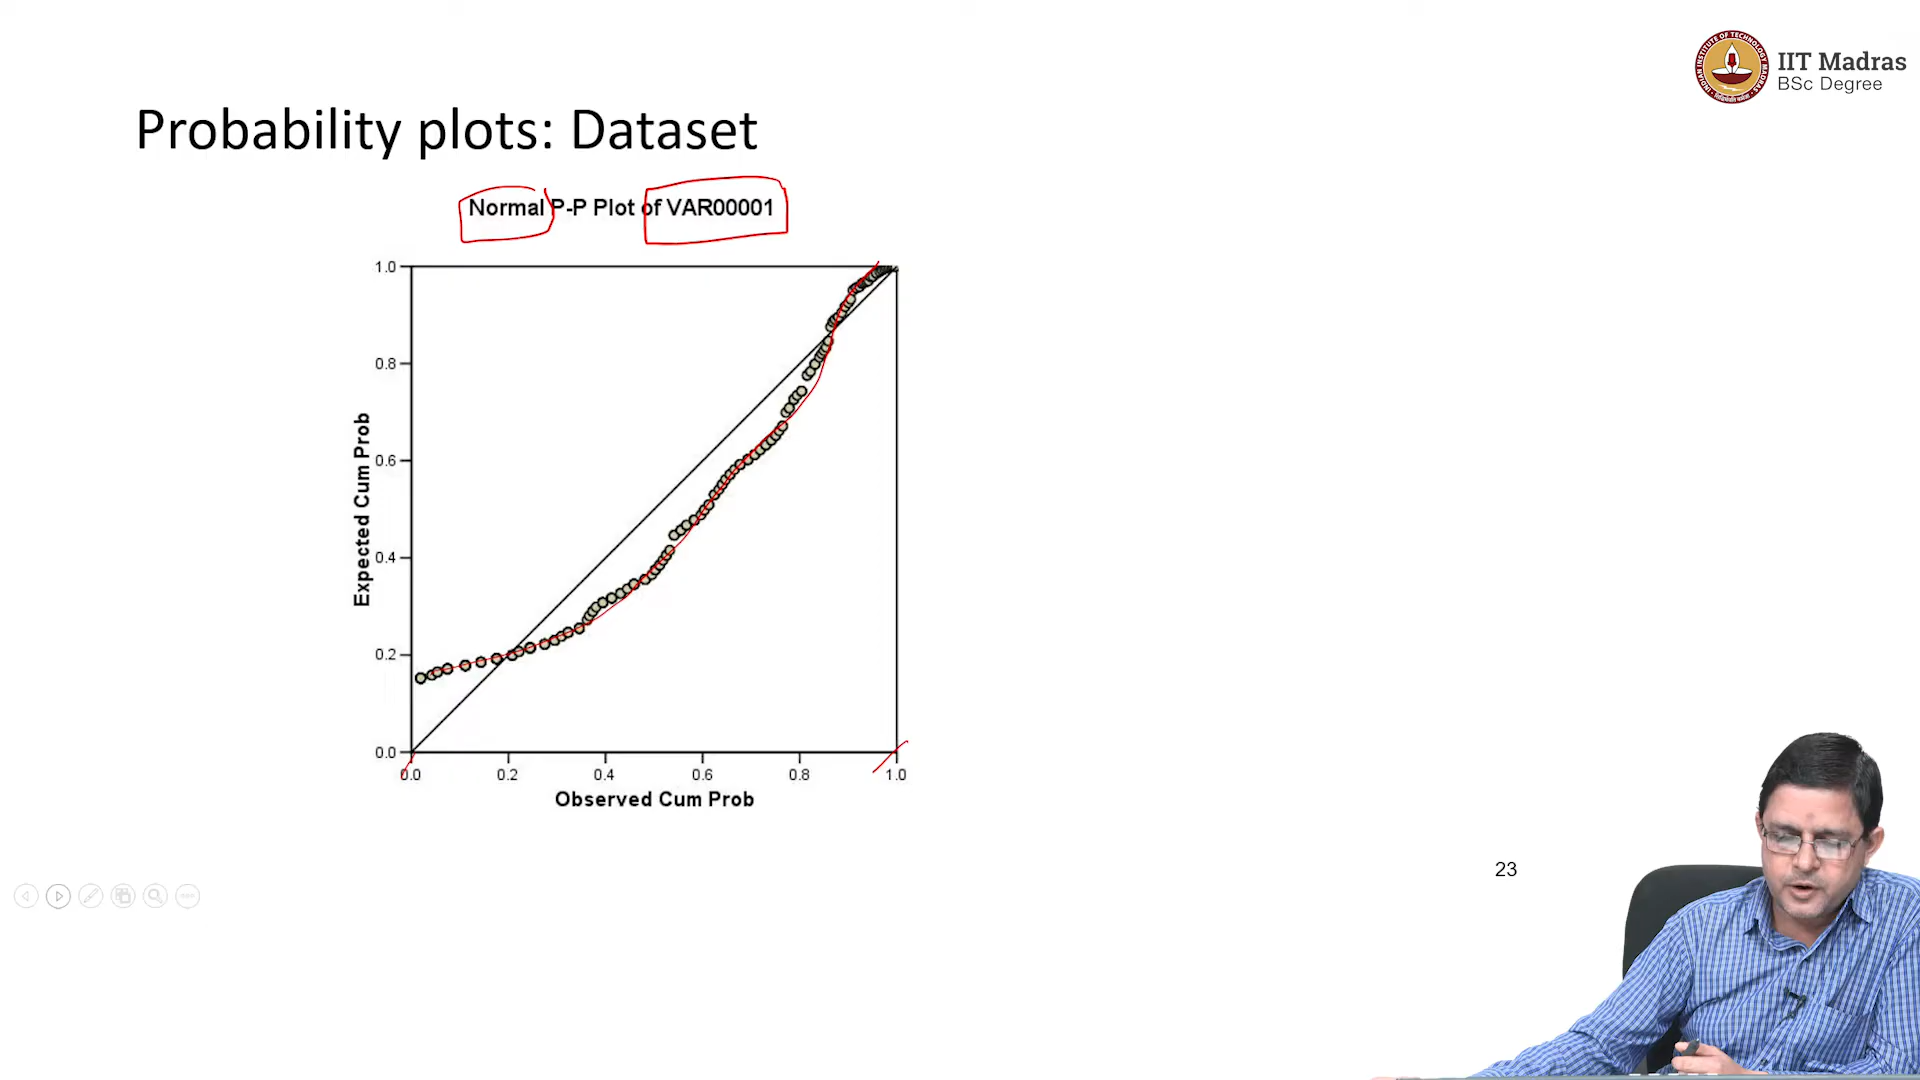 IIT Madras
BSc Degree
Probability plots: Dataset
Normal P-P Plot of VAR00001
1.0
0.8
0.6
0.4
0.2
0.0
Expected Cum Prob
0.0 0.2 0.4 0.6 0.8 1.0
Observed Cum Prob
23